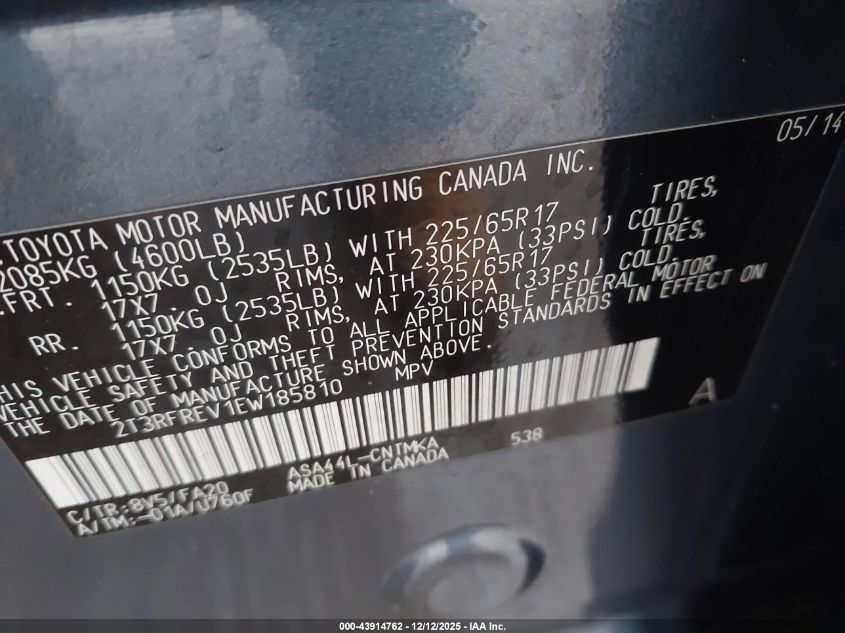 05/14
.TOYOTA MOTOR MANUFACTURING CANADA INC.
2085KG (4600LB)
.FRT. 1150KG (2535LB) WITH 225/65R17 TIRES,
17X7.0J RIMS, AT 230KPA (33PSI) COLD.
RR. 1150KG (2535LB) WITH 225/65R17 TIRES,
17X7.0J RIMS, AT 230KPA (33PSI) COLD.
HIS VEHICLE CONFORMS TO ALL APPLICABLE FEDERAL MOTOR
VEHICLE SAFETY AND THEFT PREVENTION STANDARDS IN EFFECT ON
THE DATE OF MANUFACTURE SHOWN ABOVE.
2T3RFREV1EW185810 MPV
A
C/TR:8V5/FA20 ASA44L-CNTMKA 538
A/TM:-01A/U760F MADE IN CANADA
000-43914762 - 12/12/2025 - IAA Inc.